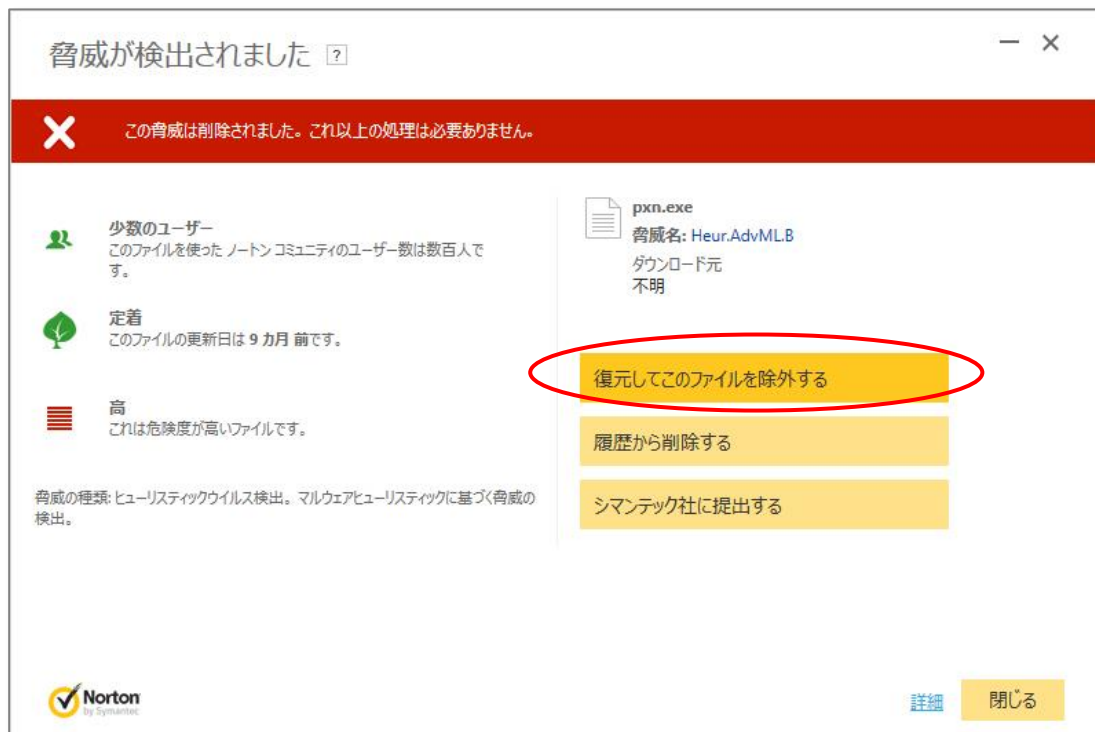 脅威が検出されました ?
この脅威は削除されました。これ以上の処理は必要ありません。
少数のユーザー
このファイルを使った ノートン コミュニティのユーザー数は数百人で
す。
定着
このファイルの更新日は 9 カ月 前です。
高
これは危険度が高いファイルです。
脅威の種類: ヒューリスティックウイルス検出。マルウェアヒューリスティックに基づく脅威の
検出。
pxn.exe
脅威名: Heur.AdvML.B
ダウンロード元
不明
復元してこのファイルを除外する
履歴から削除する
シマンテック社に提出する
Norton
by Symantec
詳細
閉じる